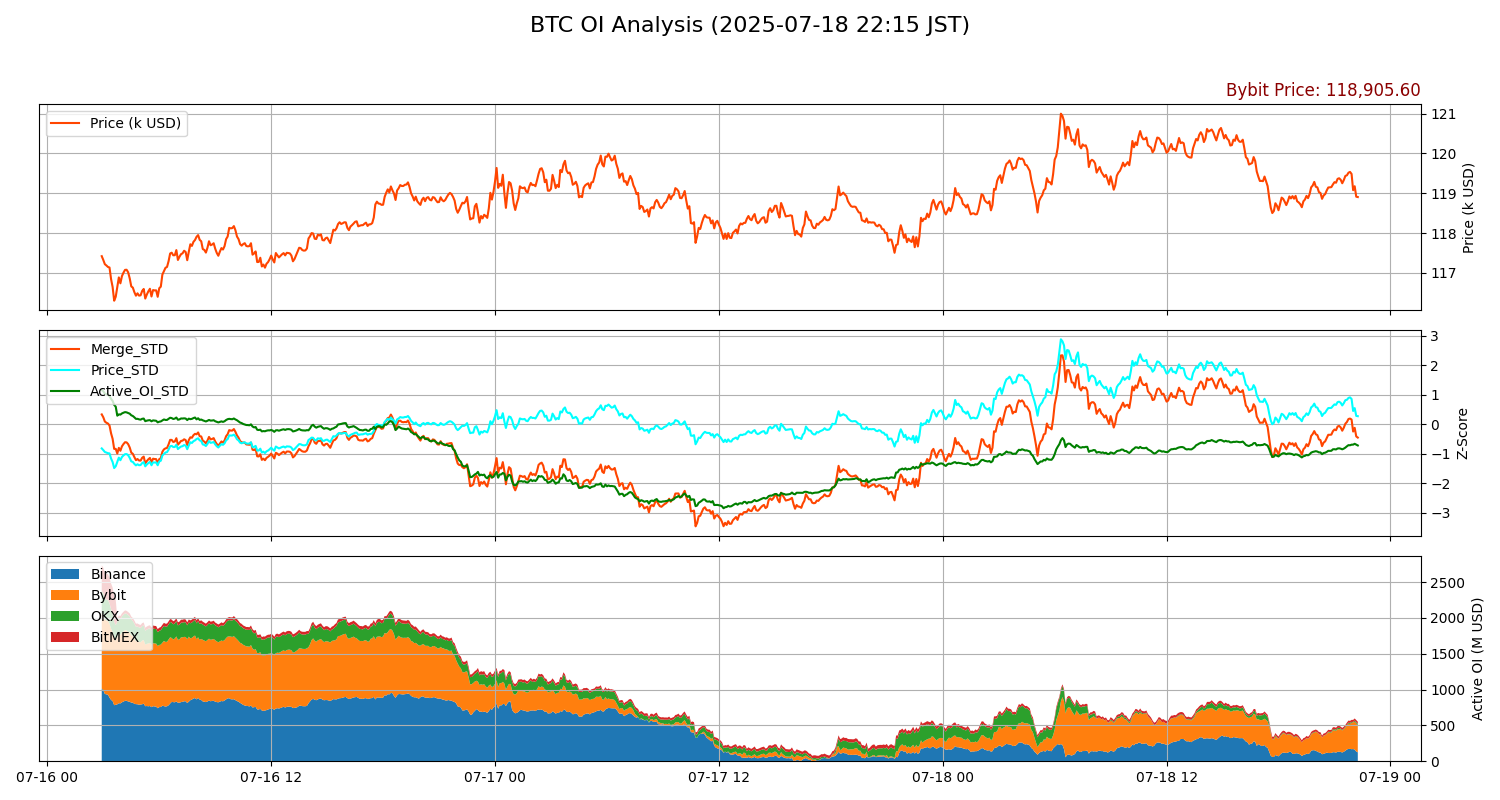 BTC OI Analysis (2025-07-18 22:15 JST)
Bybit Price: 118,905.60
Price (k USD)
121
120
119
118
117
Price (k USD)
Merge_STD
Price_STD
Active_OI_STD
3
2
1
0
−1
−2
−3
Z-Score
Binance
Bybit
OKX
BitMEX
2500
2000
1500
1000
500
0
Active OI (M USD)
07-16 00 07-16 12 07-17 00 07-17 12 07-18 00 07-18 12 07-19 00